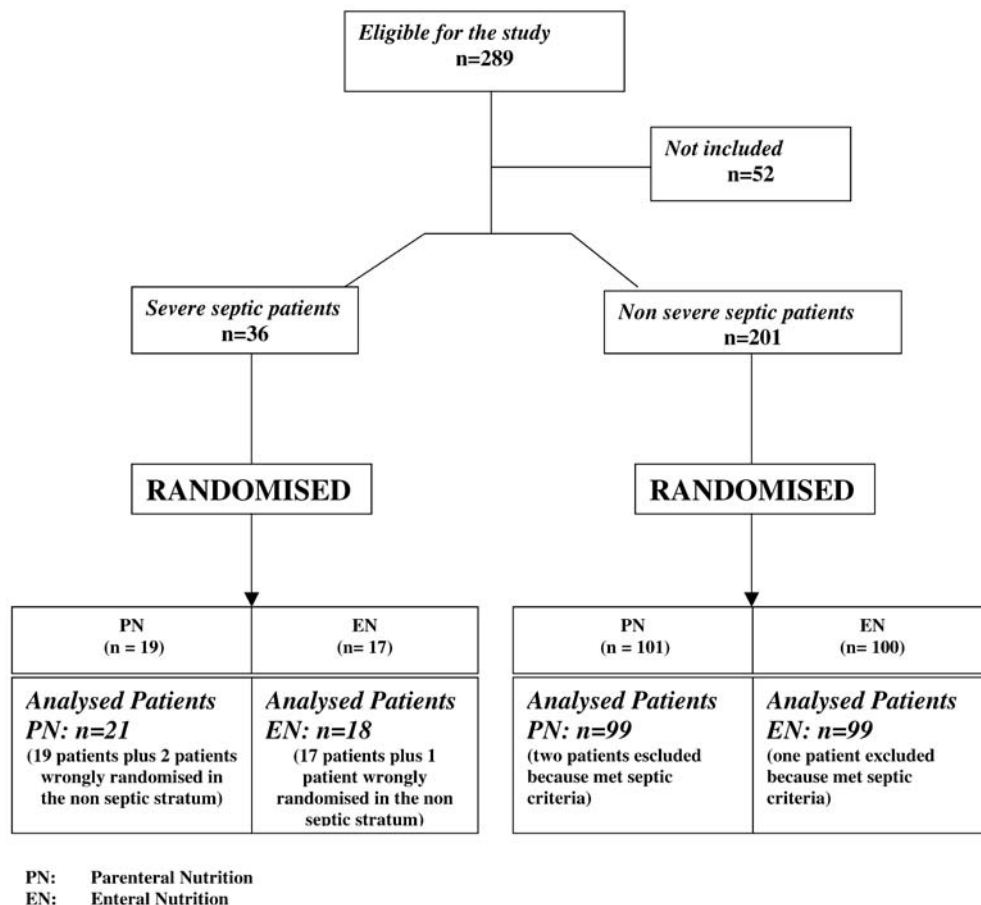 Eligible for the study
n=289
Not included
n=52
Severe septic patients
n=36
Non severe septic patients
n=201
RANDOMISED
RANDOMISED
PN
(n = 19)
EN
(n= 17)
PN
(n = 101)
EN
(n= 100)
Analysed Patients
PN: n=21
(19 patients plus 2 patients
wrongly randomised in
the non septic stratum)
Analysed Patients
EN: n=18
(17 patients plus 1
patient wrongly
randomised in the non
septic stratum)
Analysed Patients
PN: n=99
(two patients escluded
because met septic
criteria)
Analysed Patients
EN: n=99
(one patient excluded
because met septic
criteria)
PN: Parenteral Nutrition
EN: Enteral Nutrition